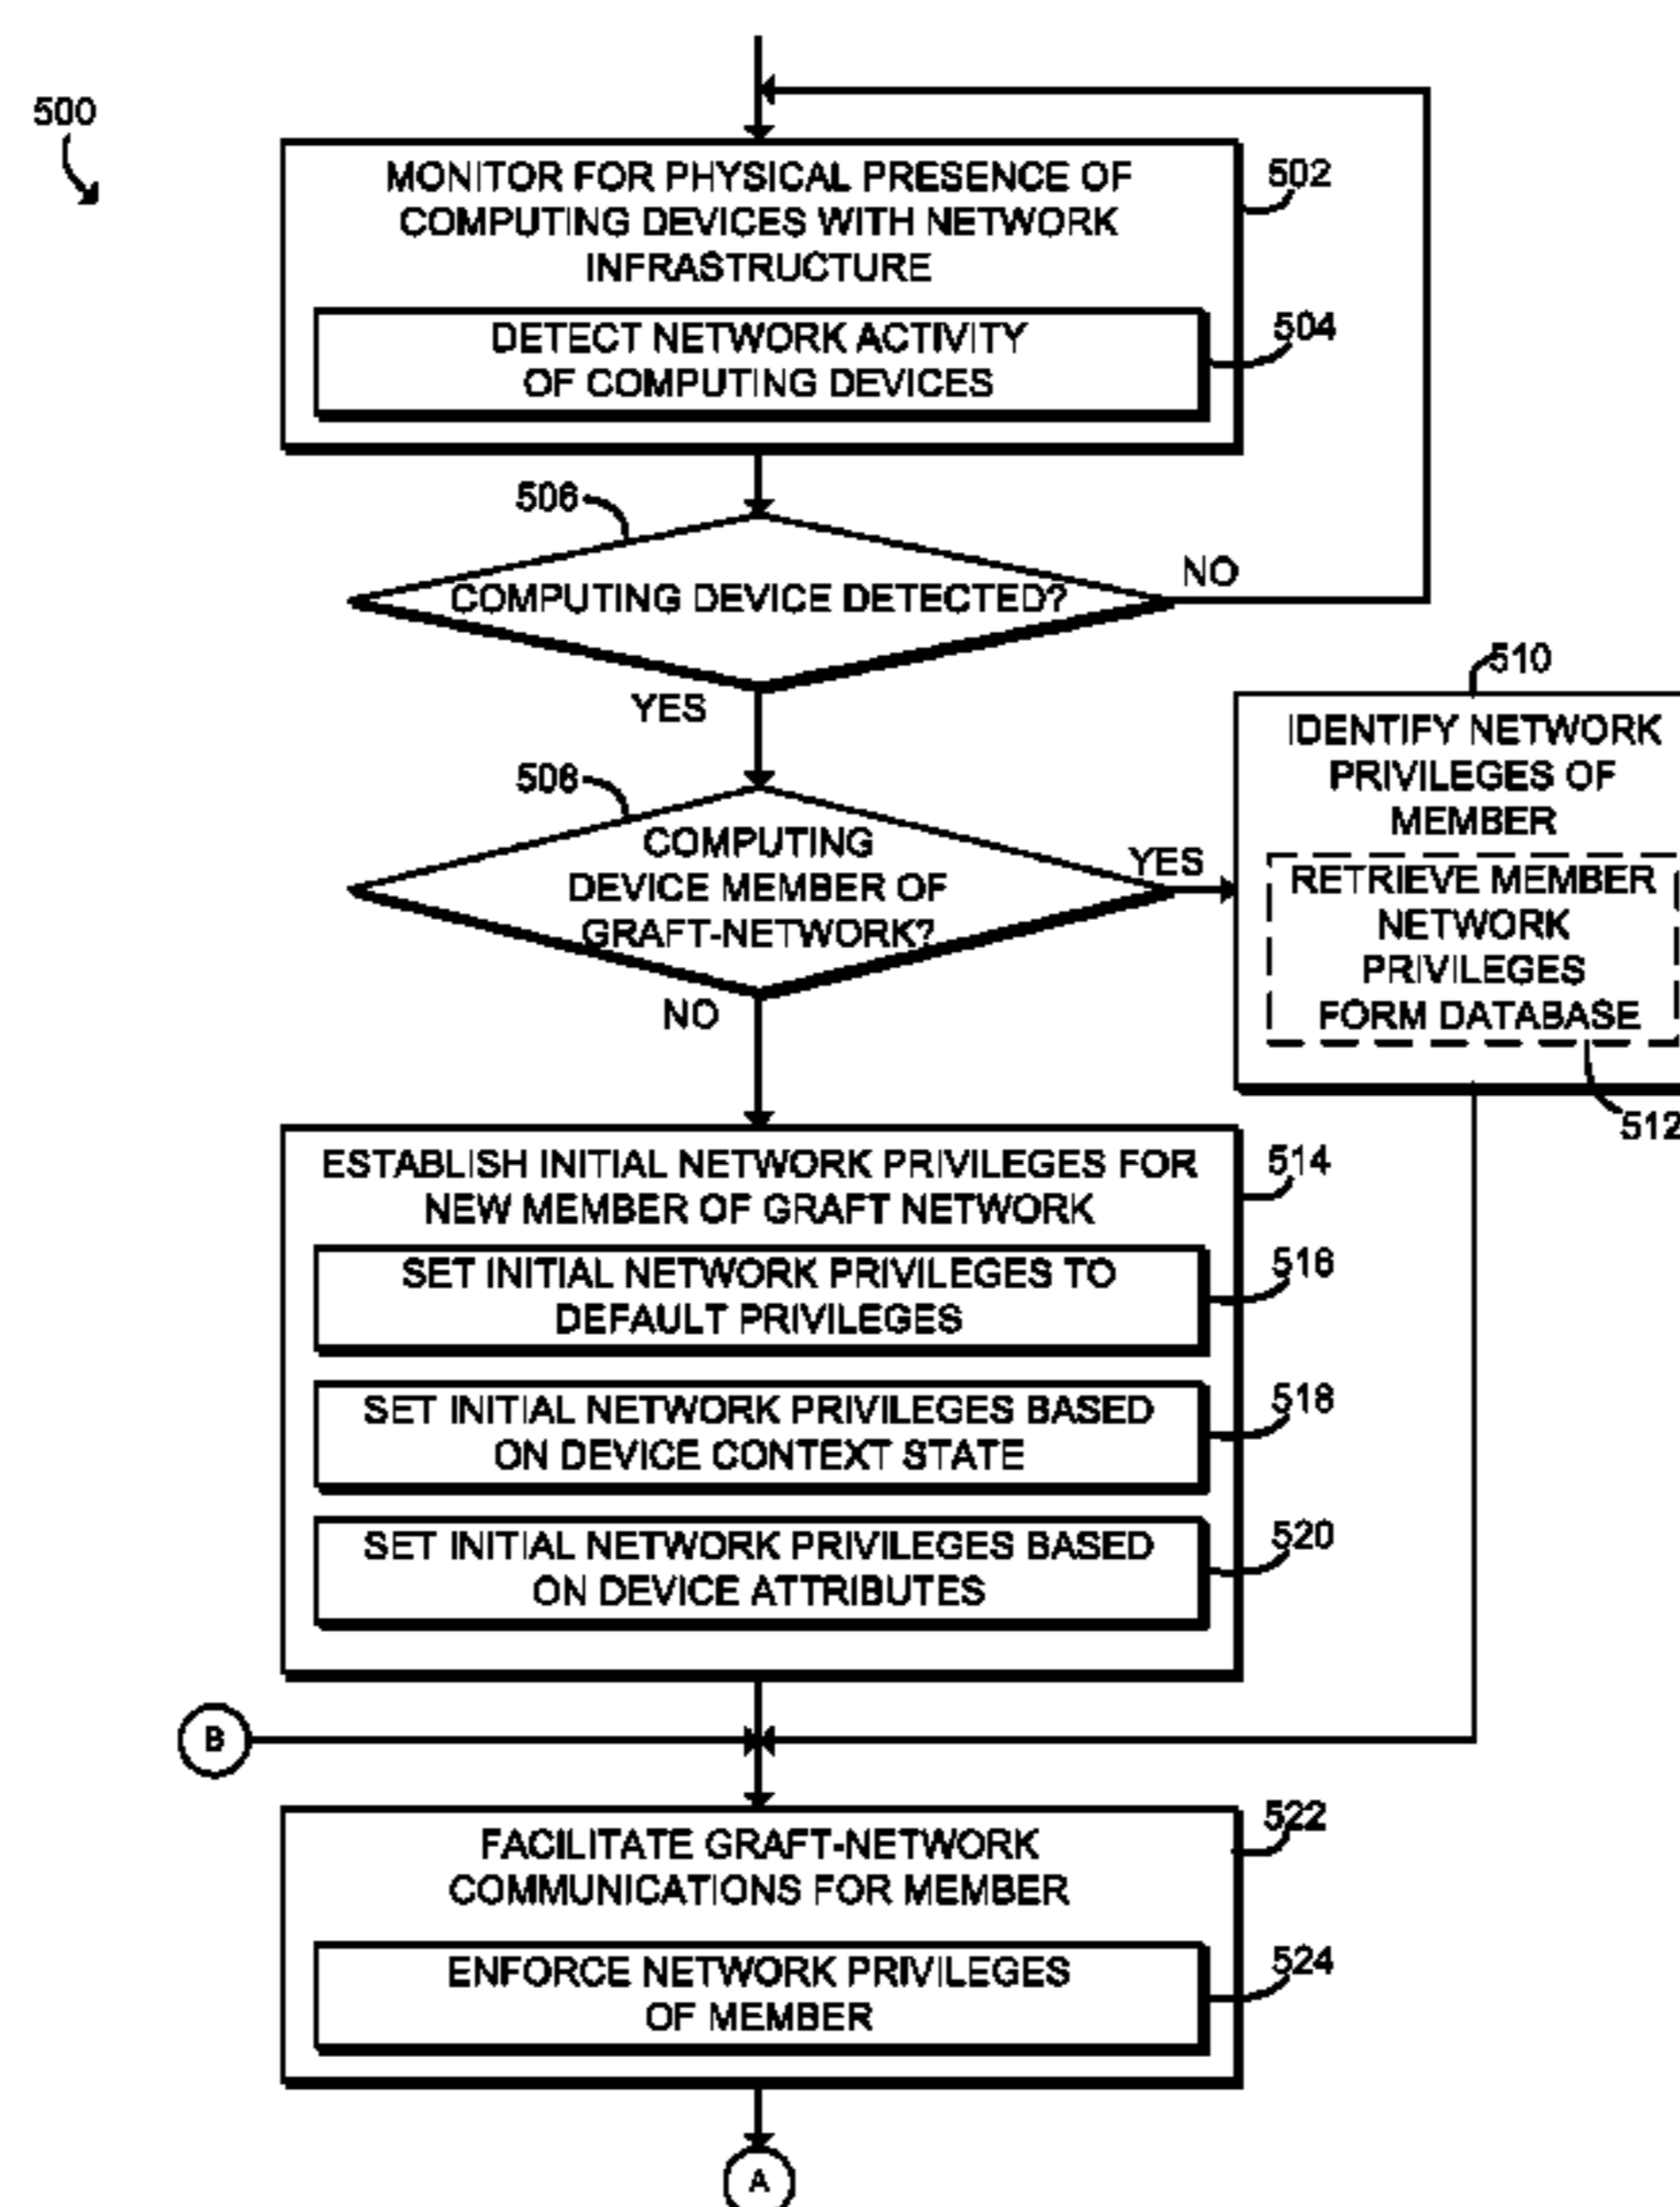 500
MONITOR FOR PHYSICAL PRESENCE OF
COMPUTING DEVICES WITH NETWORK
INFRASTRUCTURE
502
DETECT NETWORK ACTIVITY
OF COMPUTING DEVICES
504
506
COMPUTING DEVICE DETECTED?
NO
YES
508
COMPUTING
DEVICE MEMBER OF
GRAFT-NETWORK?
YES
NO
510
IDENTIFY NETWORK
PRIVILEGES OF
MEMBER
RETRIEVE MEMBER
NETWORK
PRIVILEGES
FORM DATABASE
512
ESTABLISH INITIAL NETWORK PRIVILEGES FOR
NEW MEMBER OF GRAFT NETWORK
514
SET INITIAL NETWORK PRIVILEGES TO
DEFAULT PRIVILEGES
516
SET INITIAL NETWORK PRIVILEGES BASED
ON DEVICE CONTEXT STATE
518
SET INITIAL NETWORK PRIVILEGES BASED
ON DEVICE ATTRIBUTES
520
B
FACILITATE GRAFT-NETWORK
COMMUNICATIONS FOR MEMBER
522
ENFORCE NETWORK PRIVILEGES
OF MEMBER
524
A